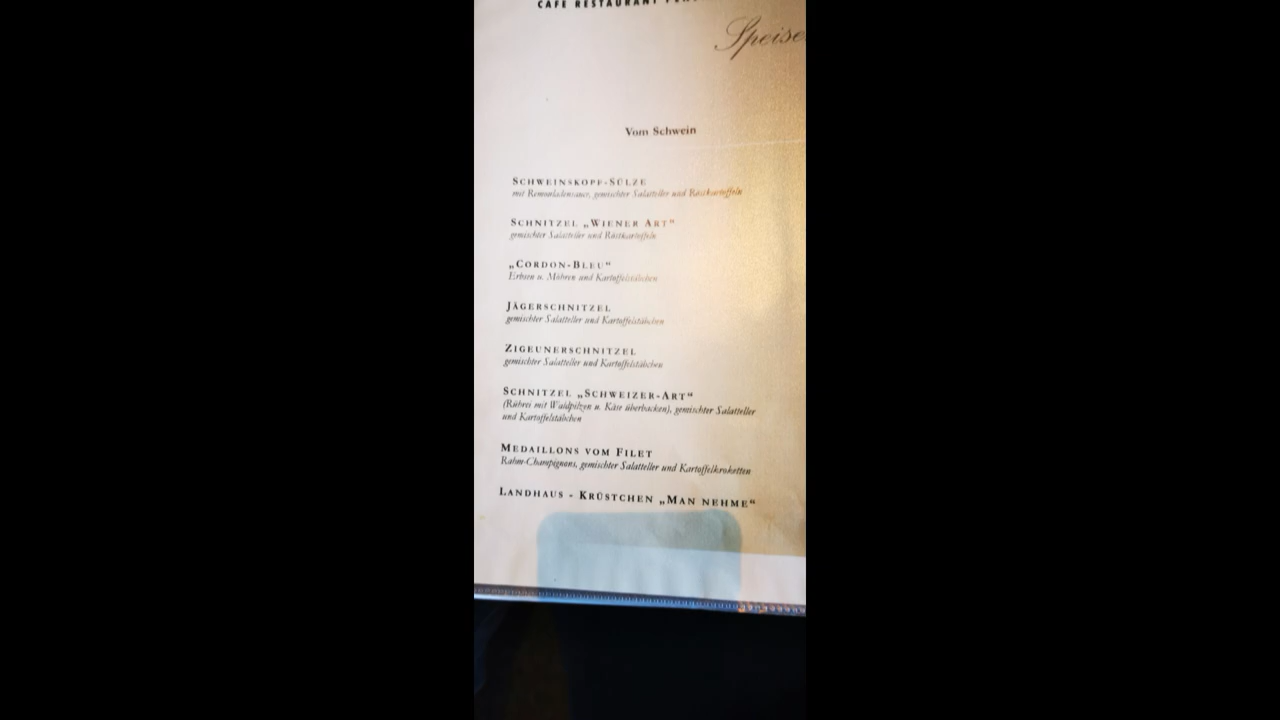 CAFE RESTAURANT
Speise
Vom Schwein
SCHWEINSKOPF-SÜLZE
mit Remouladensauce, gemischter Salatteller und Röstkartoffeln
SCHNITZEL „WIENER ART“
gemischter Salatteller und Röstkartoffeln
„CORDON-BLEU“
Erbsen u. Möhren und Kartoffelstäbchen
JÄGERSCHNITZEL
gemischter Salatteller und Kartoffelstäbchen
ZIGEUNERSCHNITZEL
gemischter Salatteller und Kartoffelstäbchen
SCHNITZEL „SCHWEIZER-ART“
(Rührei mit Waldpilzen u. Käse überbacken), gemischter Salatteller
und Kartoffelstäbchen
MEDAILLONS VOM FILET
Rahm-Champignons, gemischter Salatteller und Kartoffelkroketten
LANDHAUS - KRÜSTCHEN „MAN NEHME“